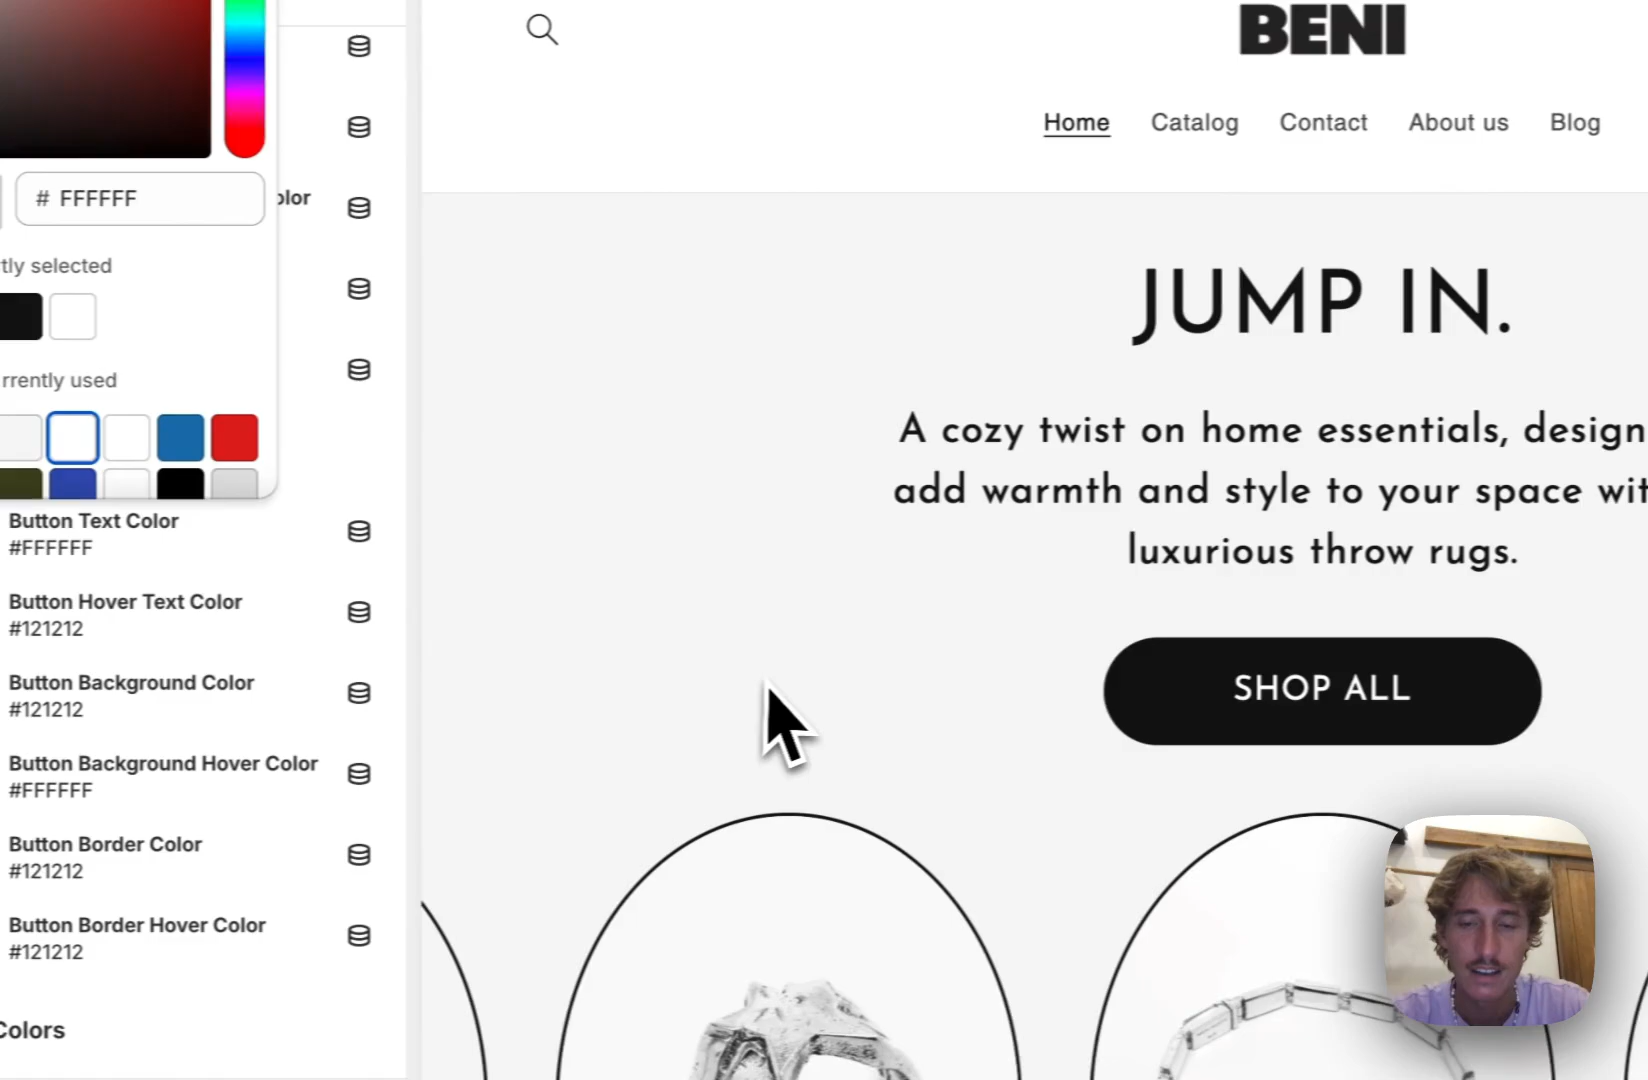 BENI
Home Catalog Contact About us Blog
# FFFFFF
olor
tly selected
rrently used
Button Text Color
#FFFFFF
Button Hover Text Color
#121212
Button Background Color
#121212
Button Background Hover Color
#FFFFFF
Button Border Color
#121212
Button Border Hover Color
#121212
Colors
JUMP IN.
A cozy twist on home essentials, design
add warmth and style to your space wit
luxurious throw rugs.
SHOP ALL